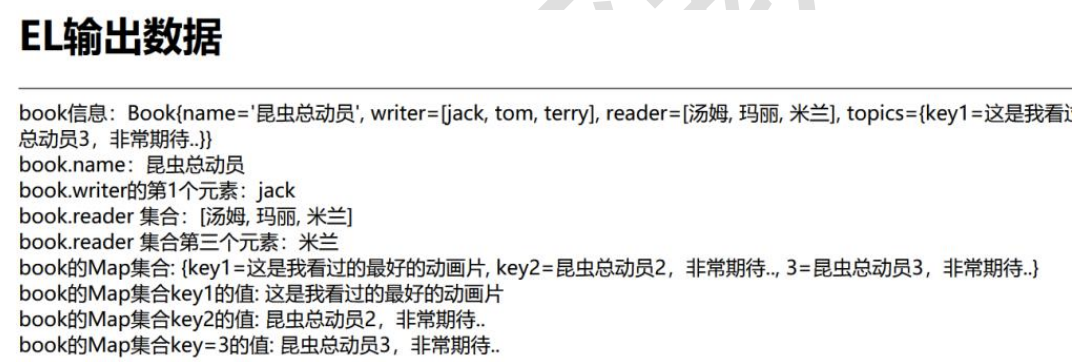 EL输出数据
book信息：Book{name='昆虫总动员', writer=[jack, tom, terry], reader=[汤姆, 玛丽, 米兰], topics={key1=这是我看
总动员3，非常期待..}}
book.name：昆虫总动员
book.writer的第1个元素：jack
book.reader 集合：[汤姆, 玛丽, 米兰]
book.reader 集合第三个元素：米兰
book的Map集合: {key1=这是我看过的最好的动画片, key2=昆虫总动员2，非常期待.., 3=昆虫总动员3，非常期待..}
book的Map集合key1的值: 这是我看过的最好的动画片
book的Map集合key2的值: 昆虫总动员2，非常期待..
book的Map集合key=3的值: 昆虫总动员3，非常期待..